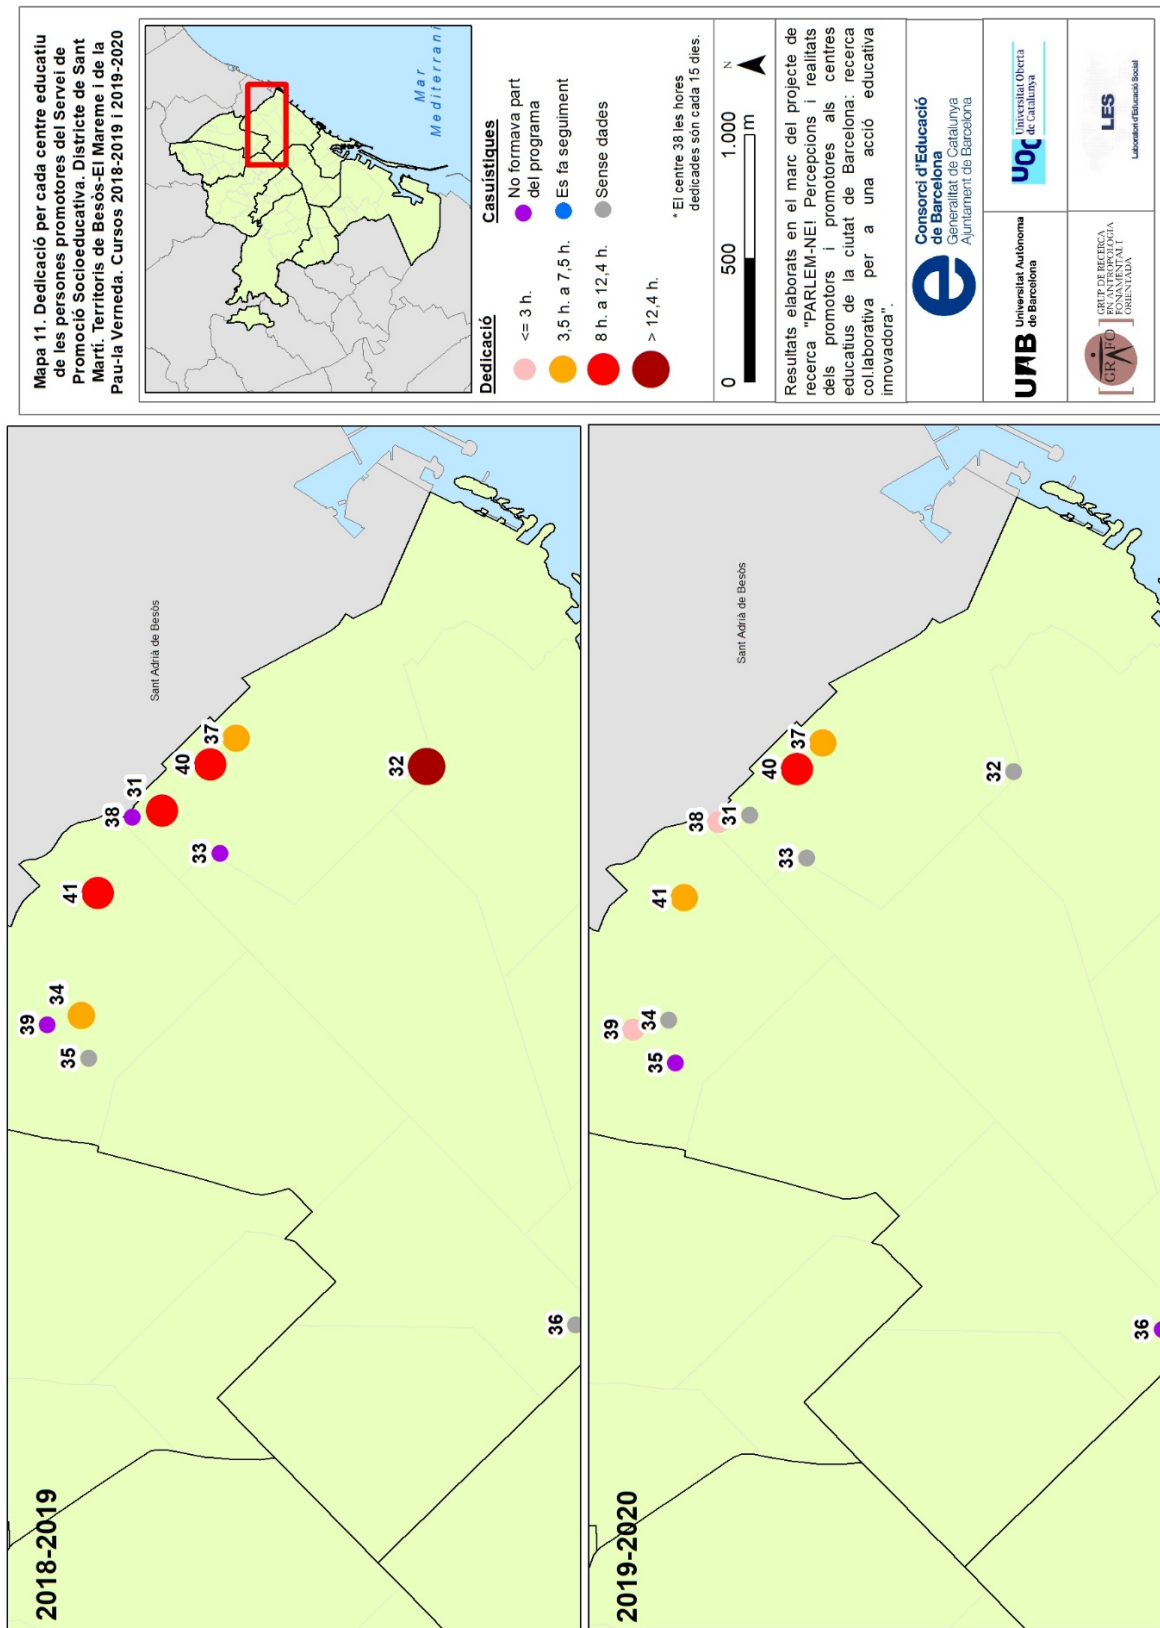 Mapa 11. Dedicació per cada centre educatiu
de les persones promotores del Servei de
Promoció Socioeducativa. Districte de Sant
Martí. Territoris de Besòs-El Mareme i de la
Pau-la Verneda. Cursos 2018-2019 i 2019-2020
Mar
Mediterrani
Dedicació
<= 3 h.
3,5 h. a 7,5 h.
8 h. a 12,4 h.
> 12,4 h.
Casuístiques
No formava part
del programa
Es fa seguiment
Sense dades
* El centre 38 les hores
dedicades són cada 15 dies.
0
500
1.000
m
N
Resultats elaborats en el marc del projecte de
recerca "PARLEM-NE! Percepcions i realitats
dels promotors i promotores als centres
educatius de la ciutat de Barcelona: recerca
col.laborativa per a una acció educativa
innovadora".
e
Consorci d'Educació
de Barcelona
Generalitat de Catalunya
Ajuntament de Barcelona
UAB
Universitat Autònoma
de Barcelona
UOC
Universitat Oberta
de Catalunya
[GRAFO]
GRUP DE RECERCA
EN ANTROPOLOGIA
FONAMENTAL I
ORIENTADA
LES
Laboratori d'Educació Social
2018-2019
Sant Adrià de Besòs
39
34
35
41
38
31
33
40
37
32
36
2019-2020
Sant Adrià de Besòs
39
34
35
41
38
31
33
40
37
32
36